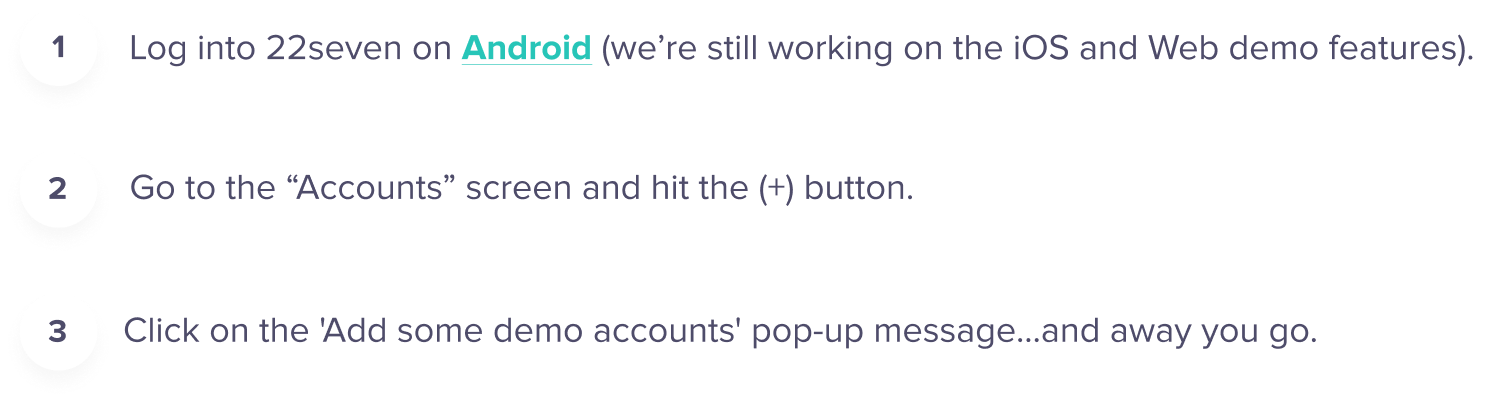 1 Log into 22seven on Android (we’re still working on the iOS and Web demo features).
2 Go to the “Accounts” screen and hit the (+) button.
3 Click on the 'Add some demo accounts' pop-up message...and away you go.